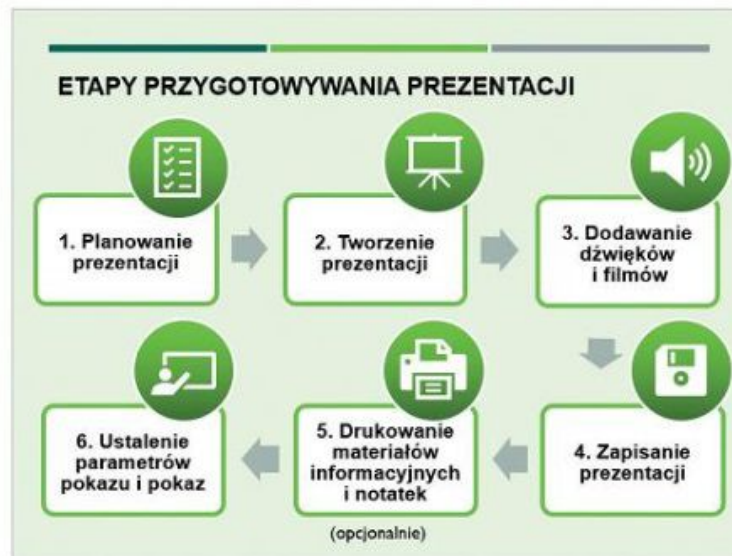 ETAPY PRZYGOTOWYWANIA PREZENTACJI
1. Planowanie
prezentacji
2. Tworzenie
prezentacji
3. Dodawanie
dźwięków
i filmów
4. Zapisanie
prezentacji
5. Drukowanie
materiałów
informacyjnych
i notatek
(opcjonalnie)
6. Ustalenie
parametrów
pokazu i pokaz